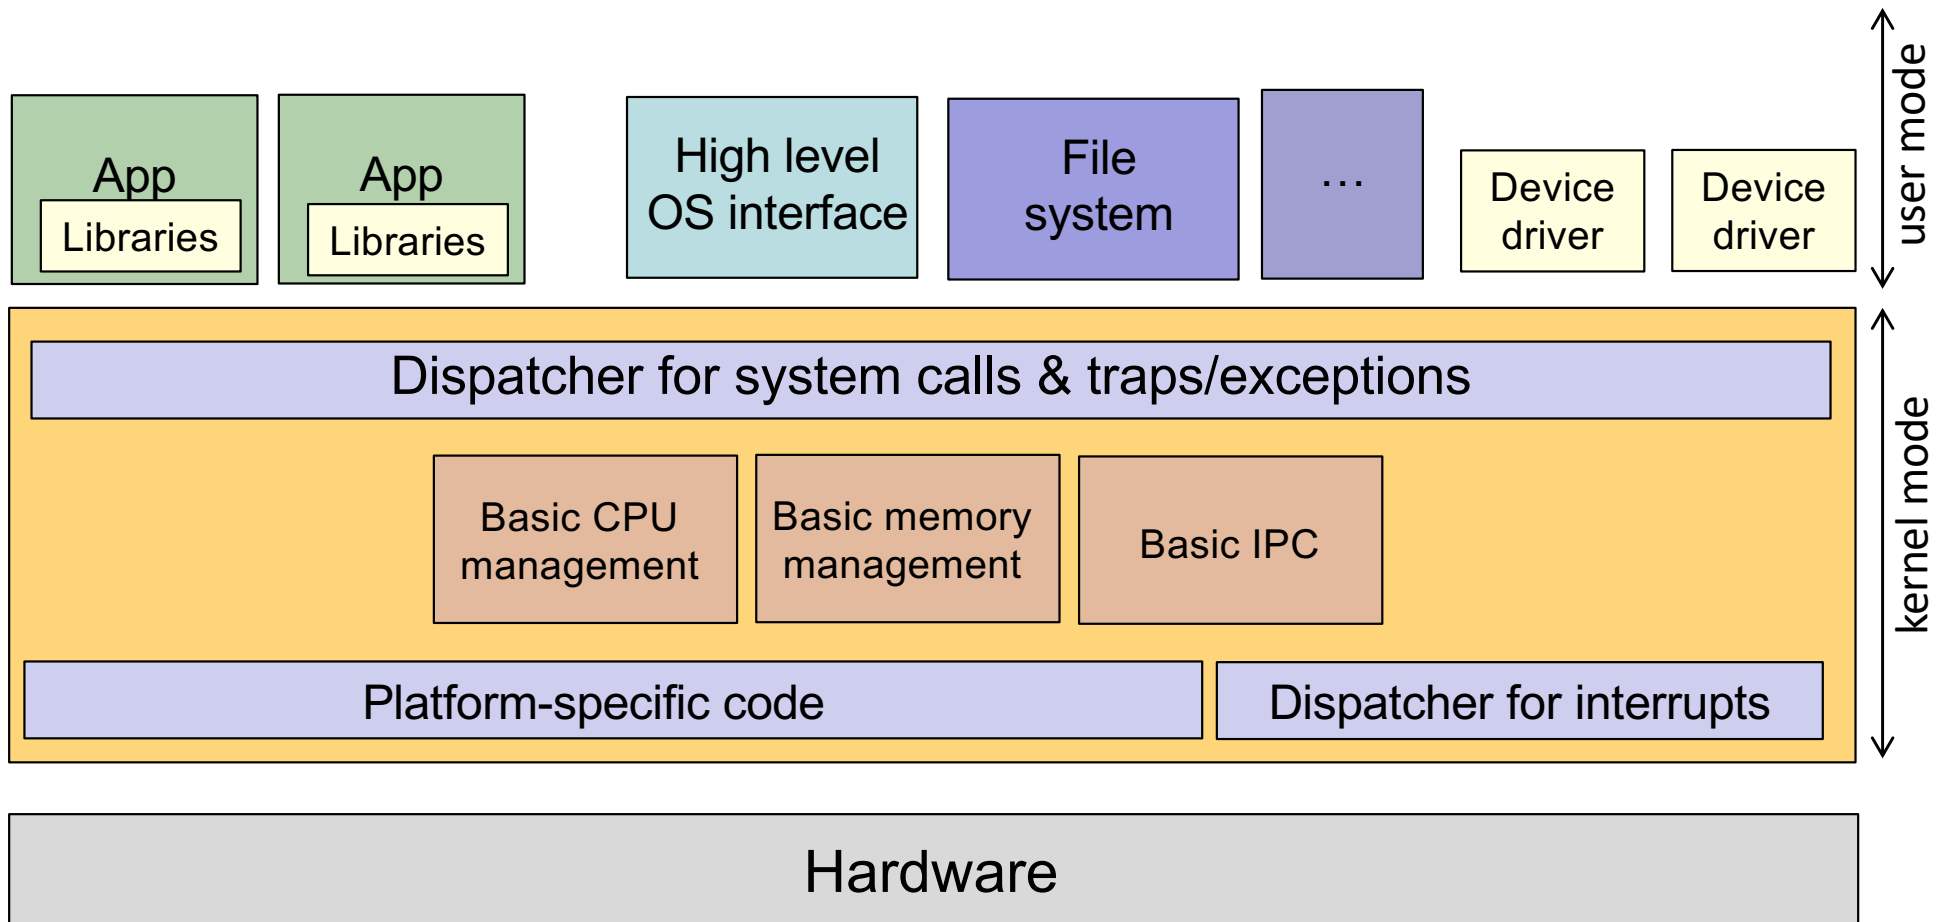 App
Libraries
App
Libraries
High level
OS interface
File
system
...
Device
driver
Device
driver
user mode
Dispatcher for system calls & traps/exceptions
Basic CPU
management
Basic memory
management
Basic IPC
kernel mode
Platform-specific code
Dispatcher for interrupts
Hardware